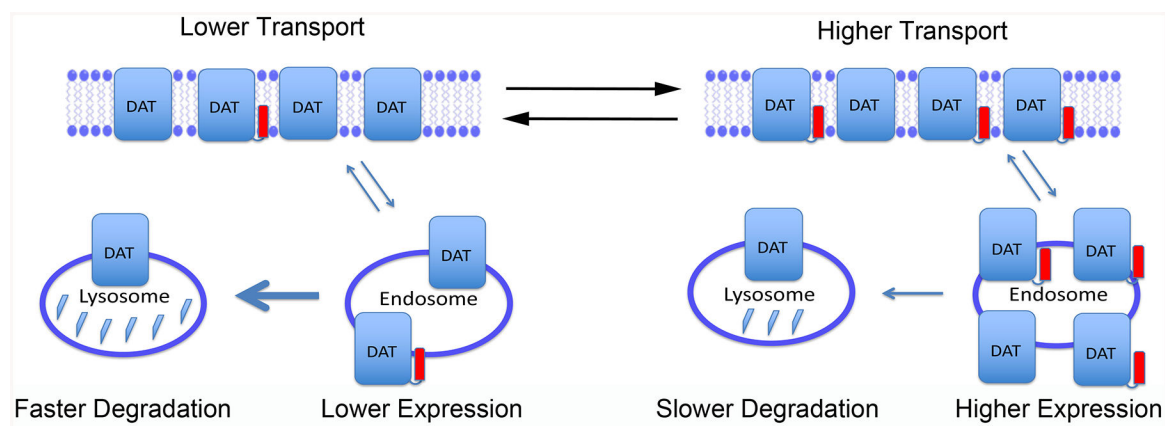 Lower Transport
Higher Transport
DAT DAT DAT DAT
DAT DAT DAT DAT
DAT
Lysosome
DAT
Endosome
DAT
DAT
Lysosome
DAT DAT
Endosome
DAT DAT
Faster Degradation
Lower Expression
Slower Degradation
Higher Expression